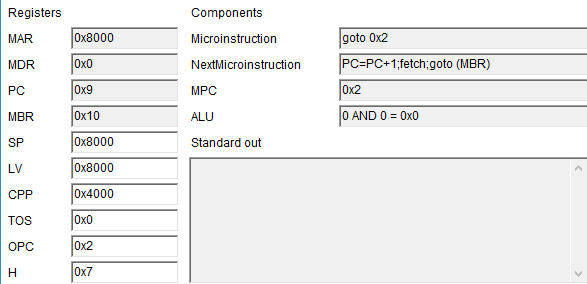 Registers
Components
MAR 0x8000
Microinstruction goto 0x2
MDR 0x0
NextMicroinstruction PC=PC+1;fetch;goto (MBR)
PC 0x9
MPC 0x2
MBR 0x10
ALU 0 AND 0 = 0x0
SP 0x8000
Standard out
LV 0x8000
CPP 0x4000
TOS 0x0
OPC 0x2
H 0x7